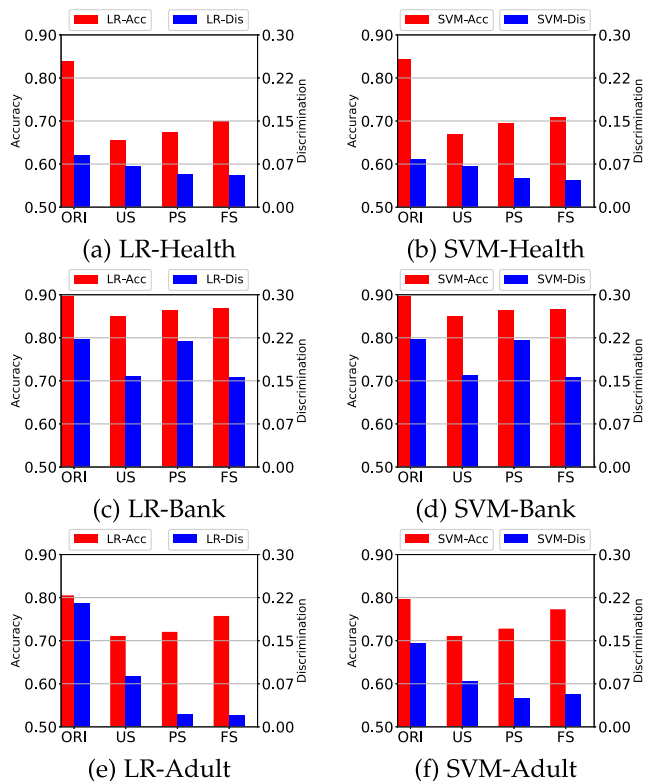 LR-Acc LR-Dis
SVM-Acc SVM-Dis
0.90 0.30
0.80 0.22
0.70 0.15
0.60 0.07
0.50 0.00
Accuracy
Discrimination
ORI US PS FS
0.90 0.30
0.80 0.22
0.70 0.15
0.60 0.07
0.50 0.00
Accuracy
Discrimination
ORI US PS FS
(a) LR-Health
(b) SVM-Health
LR-Acc LR-Dis
SVM-Acc SVM-Dis
0.90 0.30
0.80 0.22
0.70 0.15
0.60 0.07
0.50 0.00
Accuracy
Discrimination
ORI US PS FS
0.90 0.30
0.80 0.22
0.70 0.15
0.60 0.07
0.50 0.00
Accuracy
Discrimination
ORI US PS FS
(c) LR-Bank
(d) SVM-Bank
LR-Acc LR-Dis
SVM-Acc SVM-Dis
0.90 0.30
0.80 0.22
0.70 0.15
0.60 0.07
0.50 0.00
Accuracy
Discrimination
ORI US PS FS
0.90 0.30
0.80 0.22
0.70 0.15
0.60 0.07
0.50 0.00
Accuracy
Discrimination
ORI US PS FS
(e) LR-Adult
(f) SVM-Adult